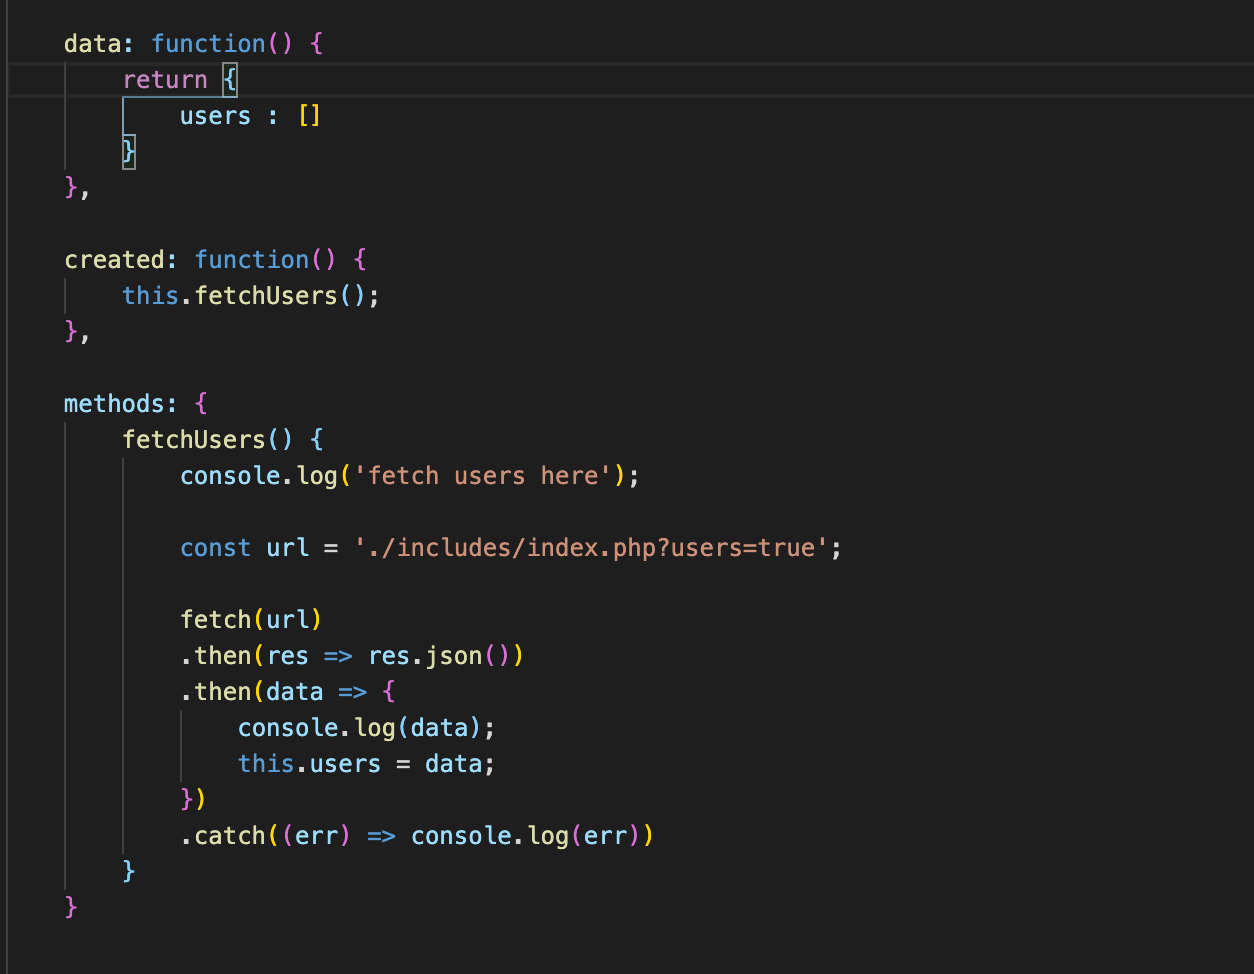 data: function() {
return {
users : []
}
},
created: function() {
this.fetchUsers();
},
methods: {
fetchUsers() {
console.log('fetch users here');
const url = './includes/index.php?users=true';
fetch(url)
.then(res => res.json())
.then(data => {
console.log(data);
this.users = data;
})
.catch((err) => console.log(err))
}
}